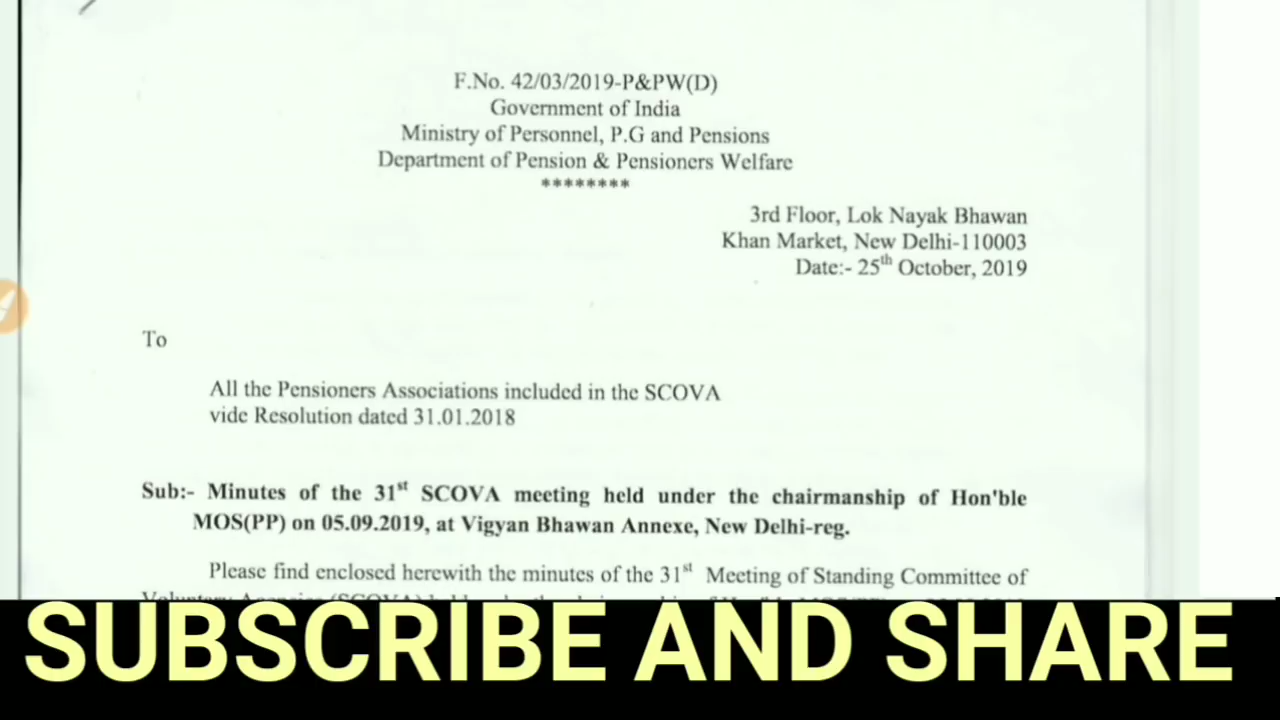 F.No. 42/03/2019-P&PW(D)
Government of India
Ministry of Personnel, P.G and Pensions
Department of Pension & Pensioners Welfare
********
3rd Floor, Lok Nayak Bhawan
Khan Market, New Delhi-110003
Date:- 25th October, 2019
To
All the Pensioners Associations included in the SCOVA
vide Resolution dated 31.01.2018
Sub:- Minutes of the 31st SCOVA meeting held under the chairmanship of Hon'ble
MOS(PP) on 05.09.2019, at Vigyan Bhawan Annexe, New Delhi-reg.
Please find enclosed herewith the minutes of the 31st Meeting of Standing Committee of
SUBSCRIBE AND SHARE